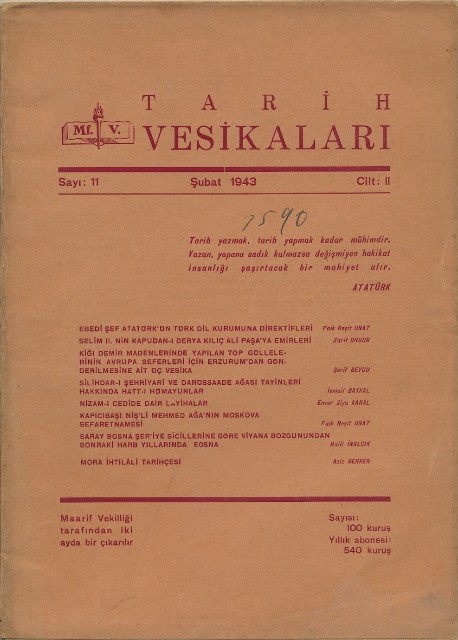 TARİH
Mf. V.
VESİKALARI
Sayı: 11 Şubat 1943 Cilt: II
1590
Tarih yazmak, tarih yapmak kadar mühimdir.
Yazan, yapana sadık kalmazsa değişmiyen hakikat
insanlığı şaşırtacak bir mahiyet alır.
ATATÜRK
EBEDİ ŞEF ATATÜRK'ÜN TÜRK DİL KURUMUNA DİREKTİFLERİ Faik Reşit UNAT
SELİM II. NİN KAPUDAN-I DERYA KILIÇ ALİ PAŞA'YA EMİRLERİ Zarif ORGUN
KİĞI DEMİR MADENLERİNDE YAPILAN TOP GÜLLELE-
RİNİN AVRUPA SEFERLERİ İÇİN ERZURUM'DAN GÖN-
DERİLMESİNE AİT ÜÇ VESİKA Şerif BEYGU
SİLİHDAR-I ŞEHRİYARİ VE DARÜSSAADE AĞASI TAYİNLERİ
HAKKINDA HATT-I HÜMAYUNLAR İsmail BAYKAL
NİZAM-I CEDİDE DAİR LÂYİHALAR Enver Ziya KARAL
KAPICIBAŞI NİŞ'Lİ MEHMED AĞA'NIN MOSKOVA
SEFARETNAMESİ Faik Reşit UNAT
SARAY BOSNA ŞER'İYE SİCİLLERİNE GÖRE VİYANA BOZGUNUNDAN
SONRAKİ HARB YILLARINDA BOSNA Halil İNALCIK
MORA İHTİLÂLİ TARİHÇESİ Aziz BERKER
Maarif Vekilliği
tarafından iki
ayda bir çıkarılır
Sayısı:
100 kuruş
Yıllık abonesi:
540 kuruş